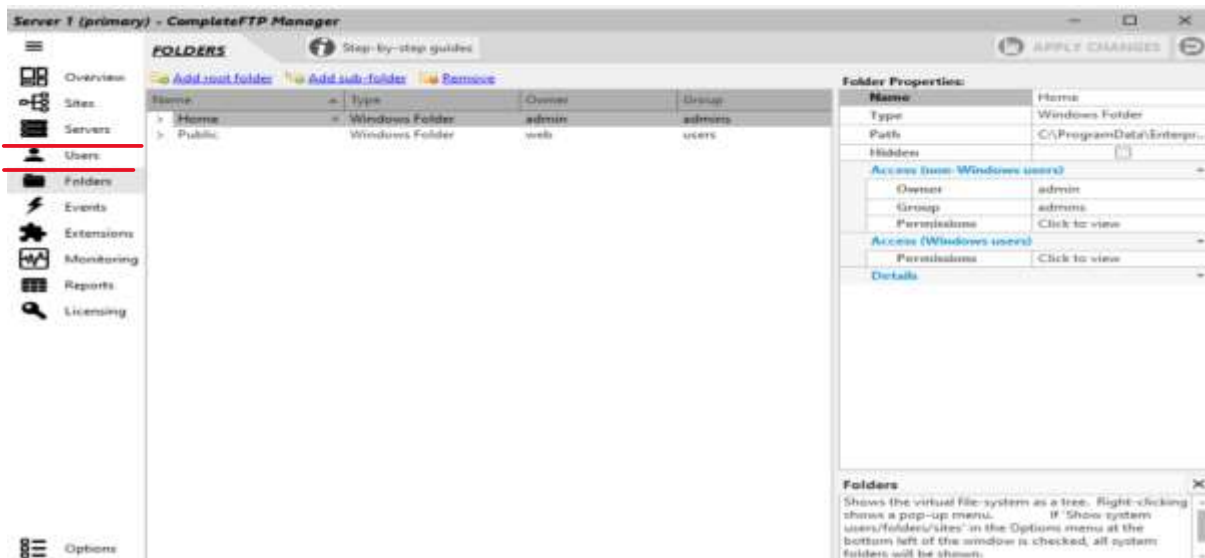 Server 1 (primary) - CompleteFTP Manager
FOLDERS
Step-by-step guides
APPLY CHANGES
Overview
Sites
Servers
Users
Folders
Events
Extensions
Monitoring
Reports
Licensing
Options
Add root folder Add sub-folder Remove
Name Type Owner Group
Home Windows Folder admin admins
Public Windows Folder web users
Folder Properties:
Name Home
Type Windows Folder
Path C:\ProgramData\Enterpr...
Hidden
Access (non-Windows users)
Owner admin
Group admins
Permissions Click to view
Access (Windows users)
Permissions Click to view
Details
Folders
Shows the virtual file-system as a tree. Right-clicking
shows a pop-up menu. If 'Show system
users/folders/sites' in the Options menu at the
bottom left of the window is checked, all system
folders will be shown.